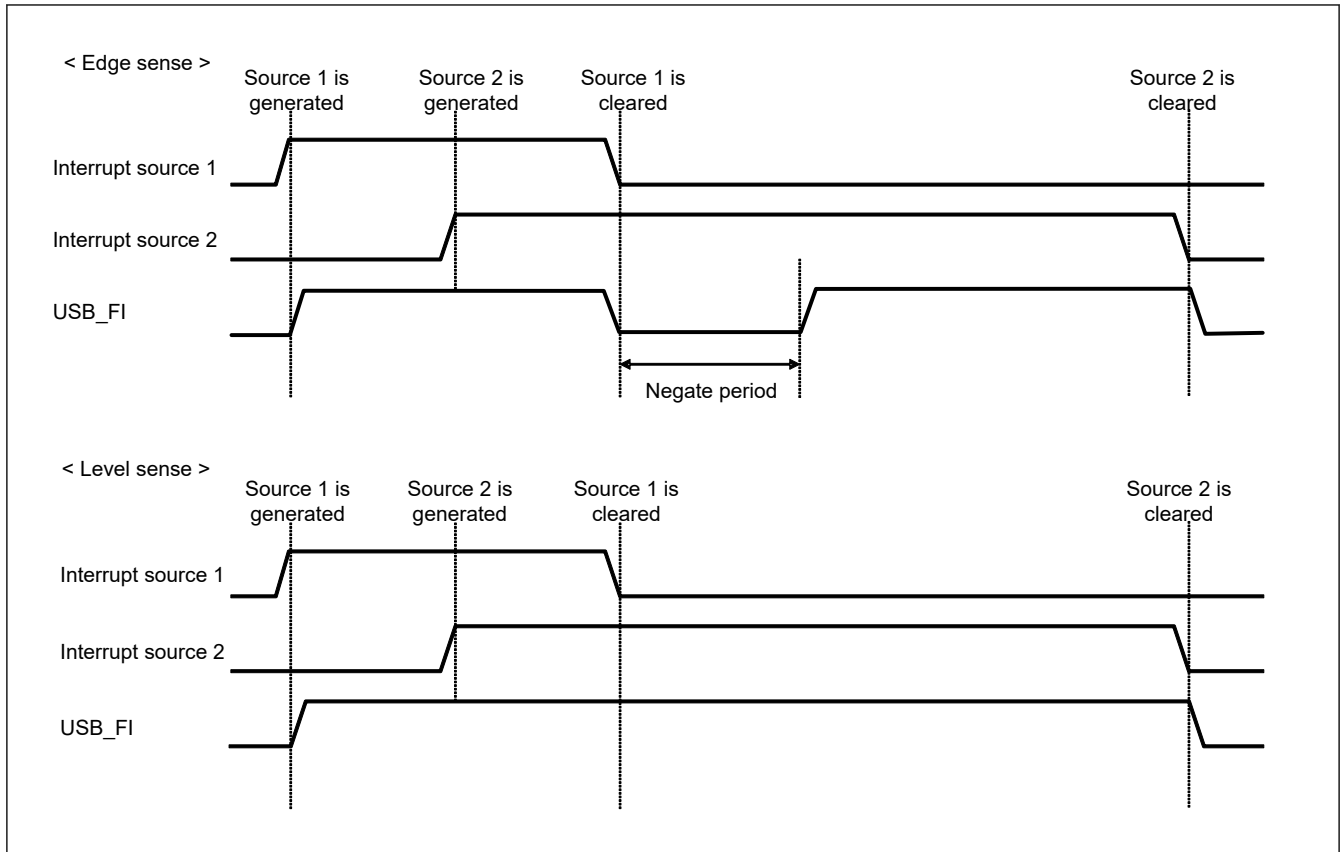 < Edge sense >
Source 1 is
generated
Source 2 is
generated
Source 1 is
cleared
Source 2 is
cleared
Interrupt source 1
Interrupt source 2
USB_FI
Negate period
< Level sense >
Source 1 is
generated
Source 2 is
generated
Source 1 is
cleared
Source 2 is
cleared
Interrupt source 1
Interrupt source 2
USB_FI